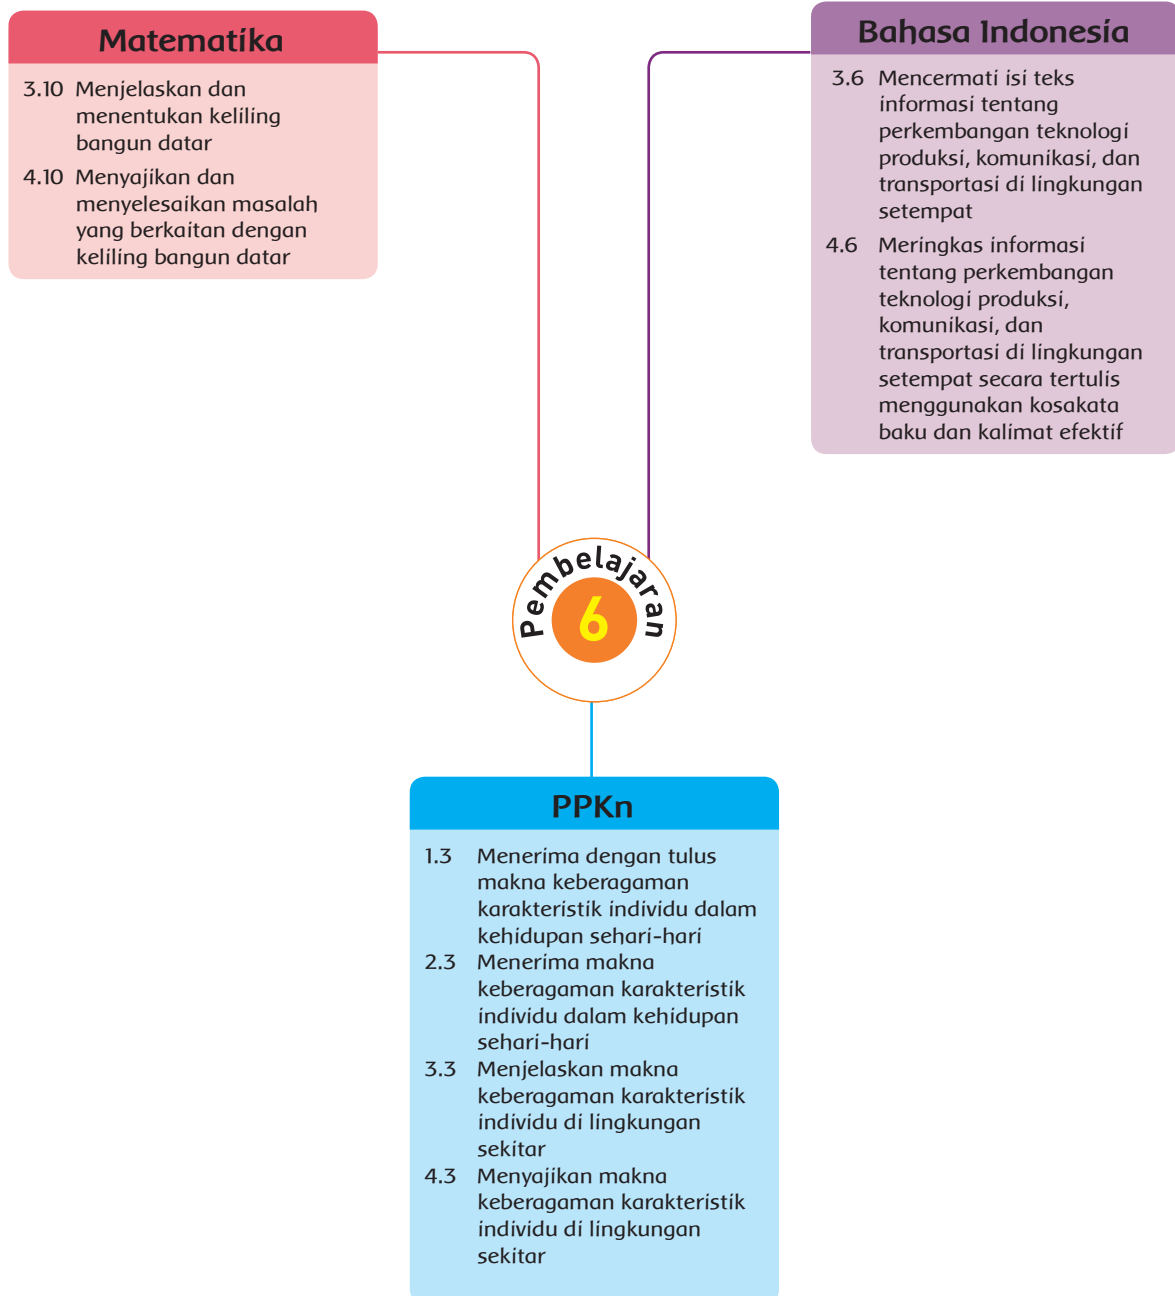 Matematika
3.10 Menjelaskan dan
menentukan keliling
bangun datar
4.10 Menyajikan dan
menyelesaikan masalah
yang berkaitan dengan
keliling bangun datar
Bahasa Indonesia
3.6 Mencermati isi teks
informasi tentang
perkembangan teknologi
produksi, komunikasi, dan
transportasi di lingkungan
setempat
4.6 Meringkas informasi
tentang perkembangan
teknologi produksi,
komunikasi, dan
transportasi di lingkungan
setempat secara tertulis
menggunakan kosakata
baku dan kalimat efektif
Pembelajaran
6
PPKn
1.3 Menerima dengan tulus
makna keberagaman
karakteristik individu dalam
kehidupan sehari-hari
2.3 Menerima makna
keberagaman karakteristik
individu dalam kehidupan
sehari-hari
3.3 Menjelaskan makna
keberagaman karakteristik
individu di lingkungan
sekitar
4.3 Menyajikan makna
keberagaman karakteristik
individu di lingkungan
sekitar